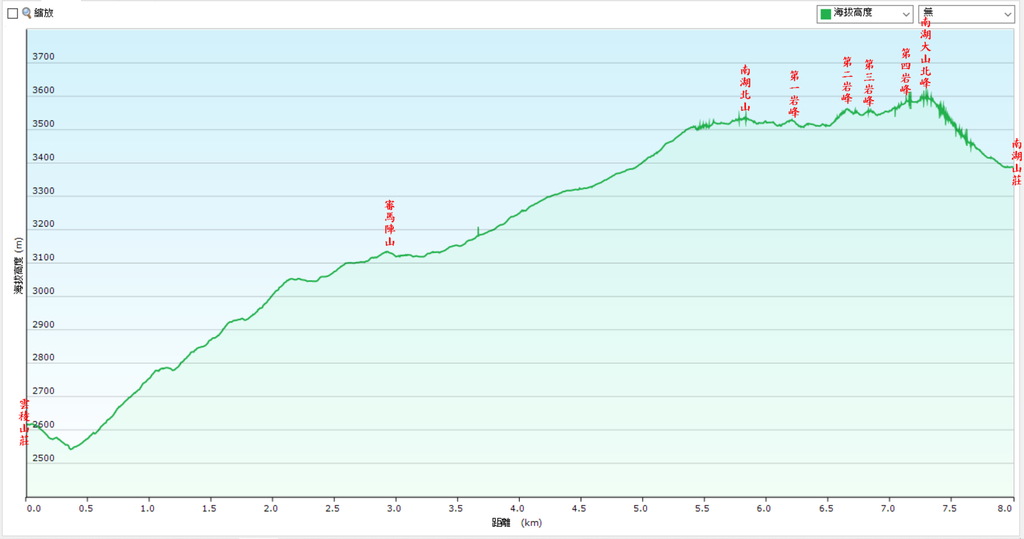 縮放
海拔高度
無
3700
3600
3500
3400
3300
3200
3100
3000
2900
2800
2700
2600
2500
海拔高度 (m)
雲稜山莊
審馬陣山
南湖北山
第一岩峰
第二岩峰
第三岩峰
第四岩峰
南湖大山北峰
南湖山莊
0.0 0.5 1.0 1.5 2.0 2.5 3.0 3.5 4.0 4.5 5.0 5.5 6.0 6.5 7.0 7.5 8.0
距離 (km)